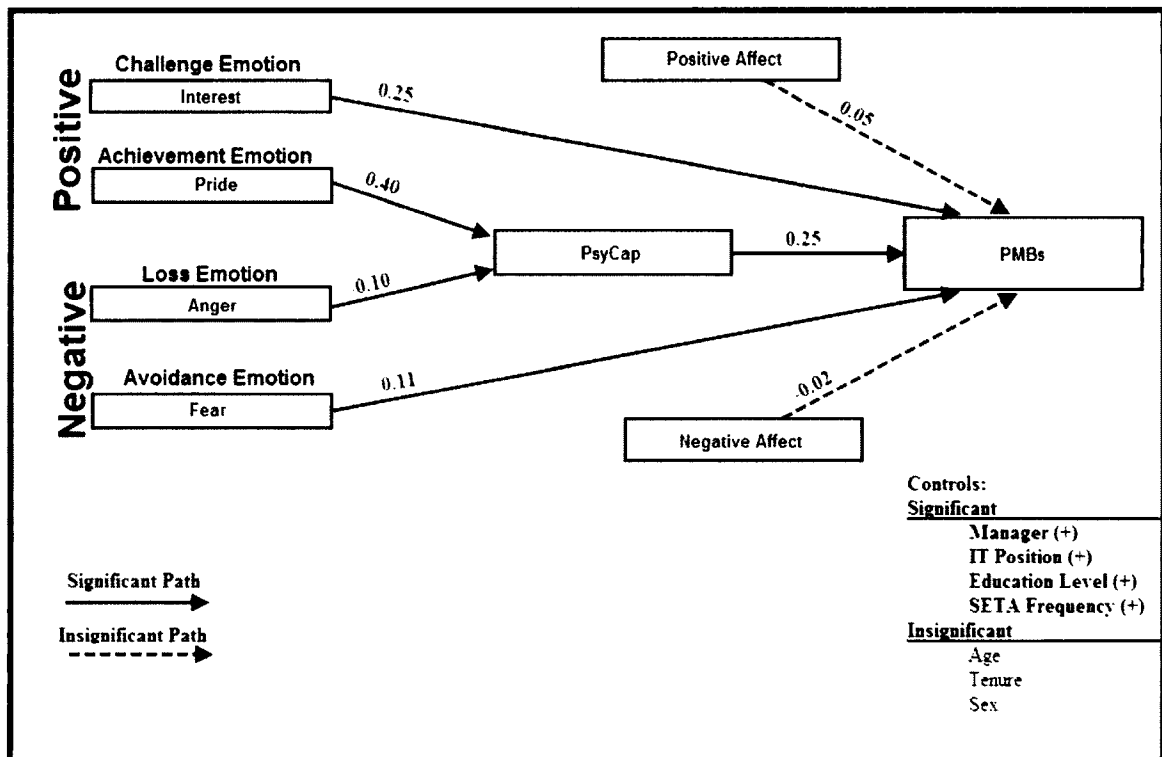 Positive
Negative
Challenge Emotion
Interest
Achievement Emotion
Pride
Loss Emotion
Anger
Avoidance Emotion
Fear
Positive Affect
PsyCap
PMBs
Negative Affect
0.25
0.05
0.40
0.25
-0.10
0.11
-0.02
Significant Path
Insignificant Path
Controls:
Significant
Manager (+)
IT Position (+)
Education Level (+)
SETA Frequency (+)
Insignificant
Age
Tenure
Sex